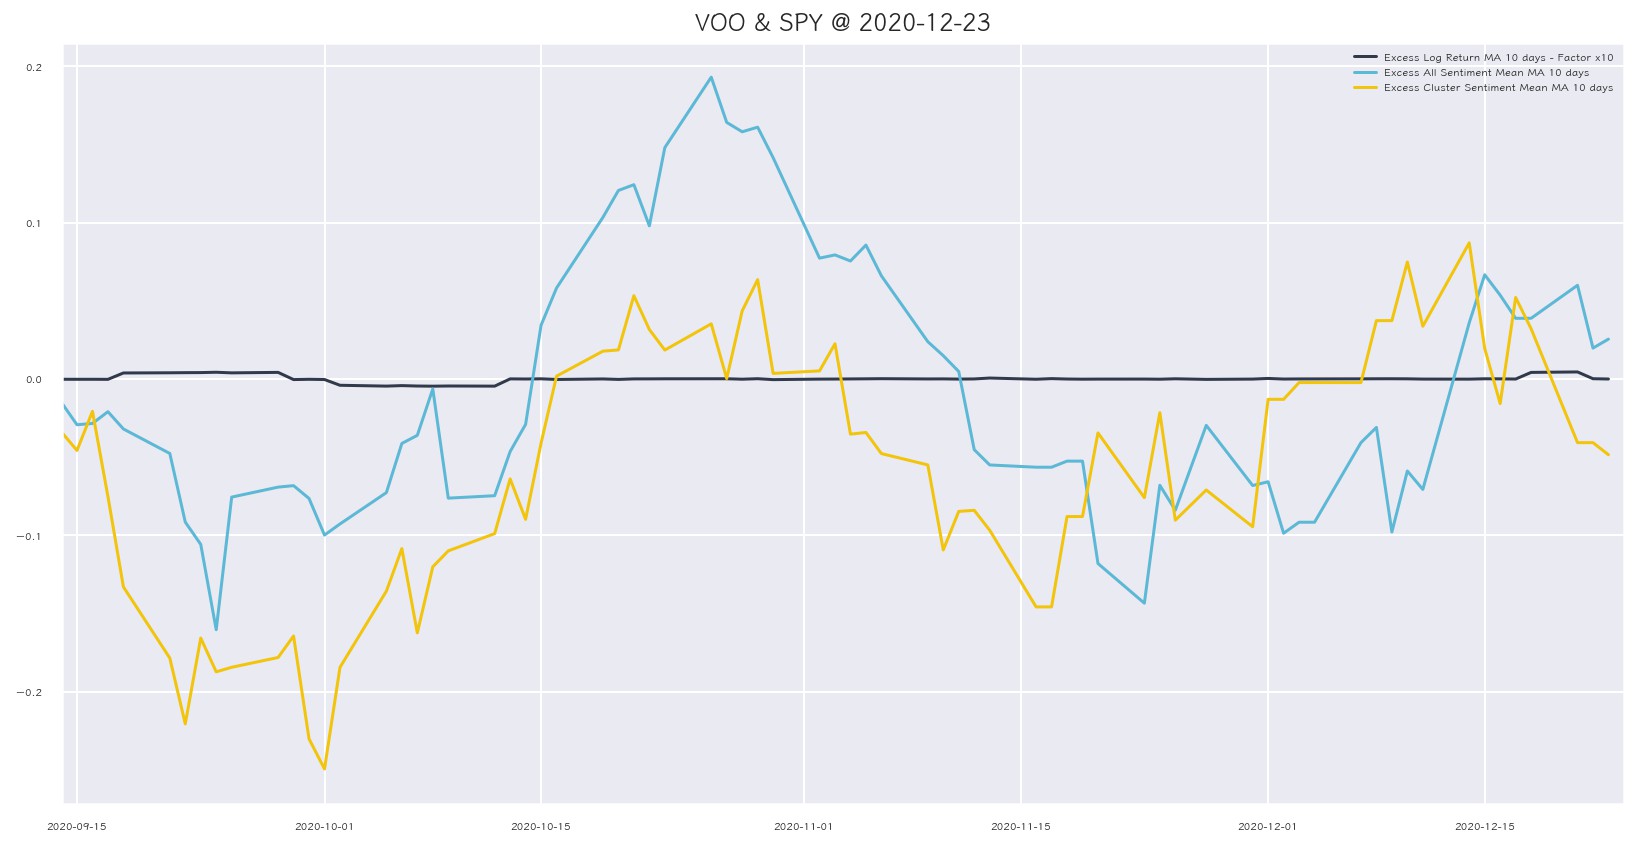 VOO & SPY @ 2020-12-23
Excess Log Return MA 10 days - Factor x10
Excess All Sentiment Mean MA 10 days
Excess Cluster Sentiment Mean MA 10 days
0.2
0.1
0.0
−0.1
−0.2
2020-09-15 2020-10-01 2020-10-15 2020-11-01 2020-11-15 2020-12-01 2020-12-15